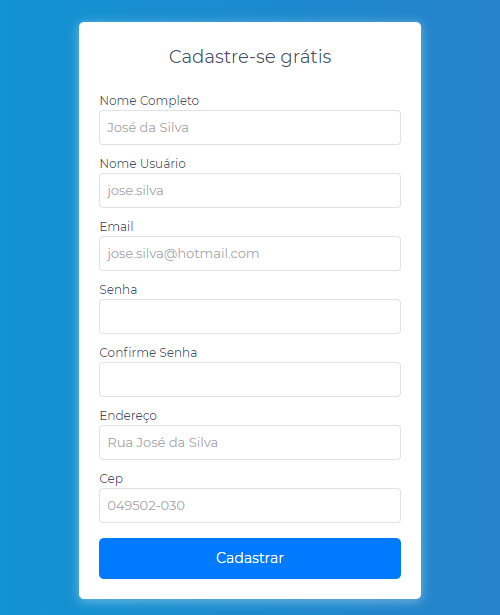 Cadastre-se grátis
Nome Completo
José da Silva
Nome Usuário
jose.silva
Email
jose.silva@hotmail.com
Senha
Confirme Senha
Endereço
Rua José da Silva
Cep
049502-030
Cadastrar